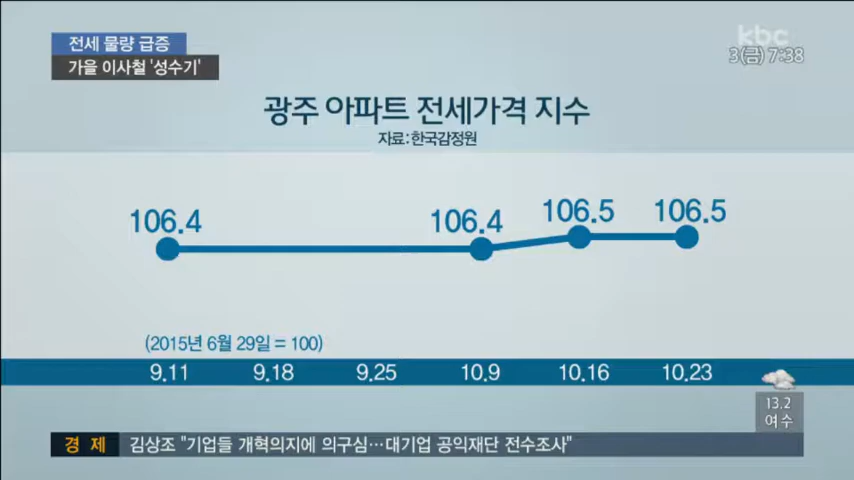 전세 물량 급증
가을 이사철 '성수기'
kbc
3(금) 7:38
광주 아파트 전세가격 지수
자료:한국감정원
106.4
106.4
106.5
106.5
(2015년 6월 29일 = 100)
9.11 9.18 9.25 10.9 10.16 10.23
13.2
여수
경 제 김상조 "기업들 개혁의지에 의구심…대기업 공익재단 전수조사"